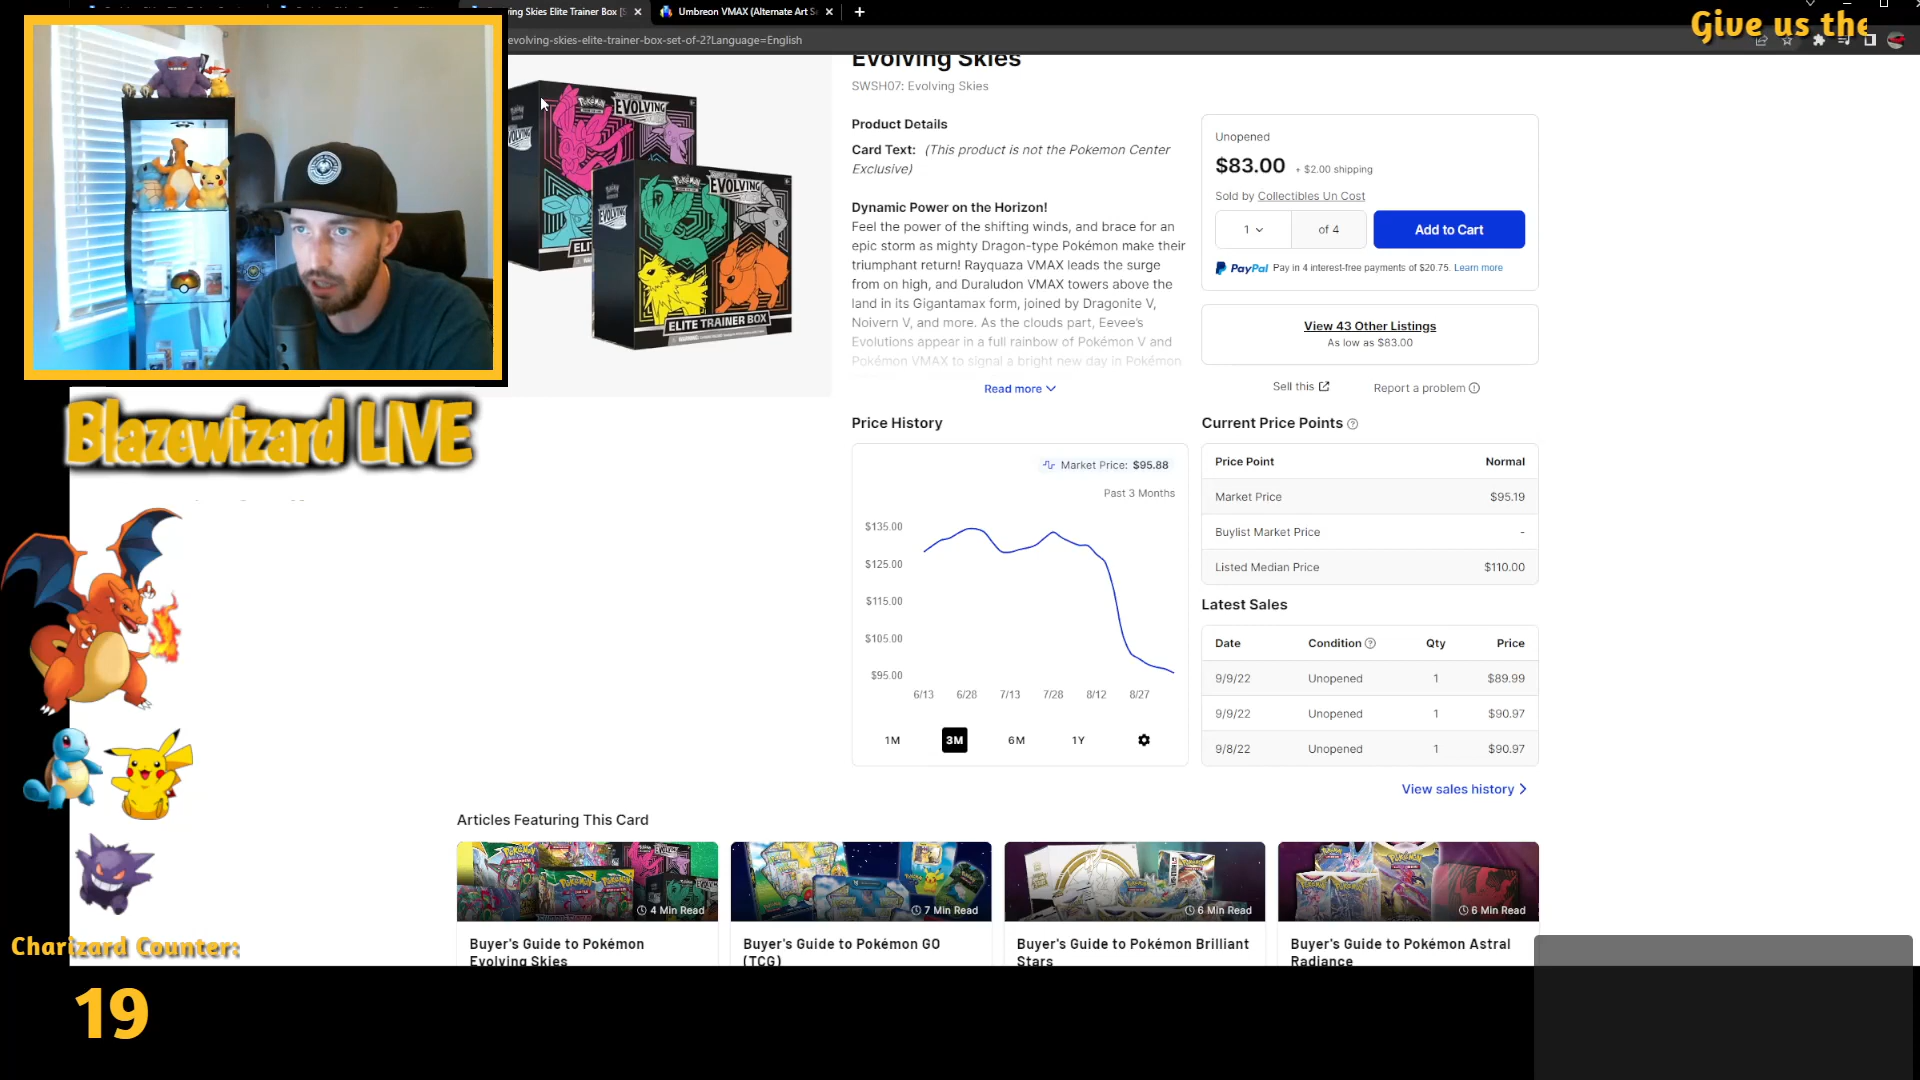 olving Skies Elite Trainer Box [S
Umbreon VMAX (Alternate Art S
Give us the
evolving-skies-elite-trainer-box-set-of-2?Language=English
Evolving Skies
SWSH07: Evolving Skies
Product Details
Card Text: (This product is not the Pokemon Center
Exclusive)
Dynamic Power on the Horizon!
Feel the power of the shifting winds, and brace for an
epic storm as mighty Dragon-type Pokémon make their
triumphant return! Rayquaza VMAX leads the surge
from on high, and Duraludon VMAX towers above the
land in its Gigantamax form, joined by Dragonite V,
Noivern V, and more. As the clouds part, Eevee's
Evolutions appear in a full rainbow of Pokémon V and
Pokémon VMAX to signal a bright new day in Pokémon
Read more
Unopened
$83.00 + $2.00 shipping
Sold by Collectibles Un Cost
1 of 4 Add to Cart
PayPal Pay in 4 interest-free payments of $20.75. Learn more
View 43 Other Listings
As low as $83.00
Sell this Report a problem
Pokémon
EVOLVING
Pokémon
EVOLVING
ELITE TRAINER BOX
Blazewizard LIVE
Price History
Market Price: $95.88
Past 3 Months
$135.00
$125.00
$115.00
$105.00
$95.00
6/13 6/28 7/13 7/28 8/12 8/27
1M 3M 6M 1Y
Current Price Points
Price Point Normal
Market Price $95.19
Buylist Market Price -
Listed Median Price $110.00
Latest Sales
Date Condition Qty Price
9/9/22 Unopened 1 $89.99
9/9/22 Unopened 1 $90.97
9/8/22 Unopened 1 $90.97
View sales history
Articles Featuring This Card
4 Min Read
7 Min Read
6 Min Read
6 Min Read
Buyer's Guide to Pokémon
Evolving Skies
Buyer's Guide to Pokémon GO
(TCG)
Buyer's Guide to Pokémon Brilliant
Stars
Buyer's Guide to Pokémon Astral
Radiance
Charizard Counter:
19